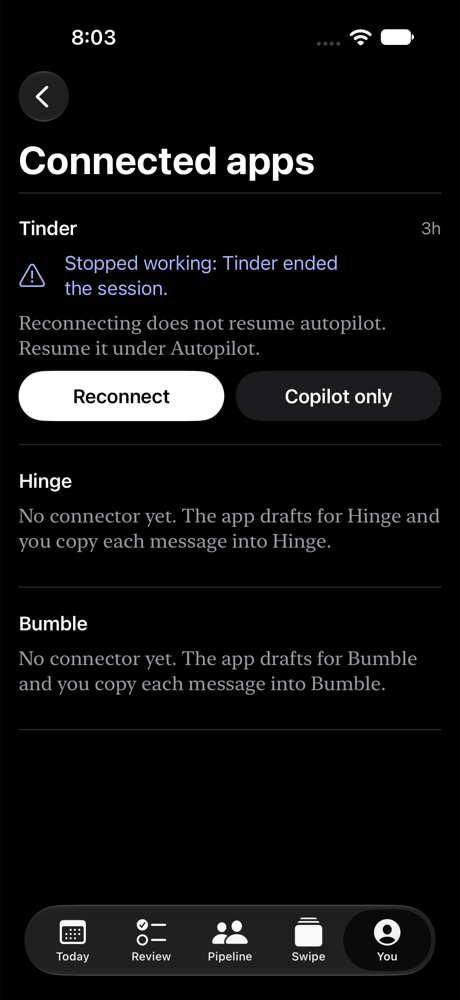 8:03
Connected apps
Tinder
3h
Stopped working: Tinder ended
the session.
Reconnecting does not resume autopilot.
Resume it under Autopilot.
Reconnect
Copilot only
Hinge
No connector yet. The app drafts for Hinge and
you copy each message into Hinge.
Bumble
No connector yet. The app drafts for Bumble
and you copy each message into Bumble.
Today
Review
Pipeline
Swipe
You